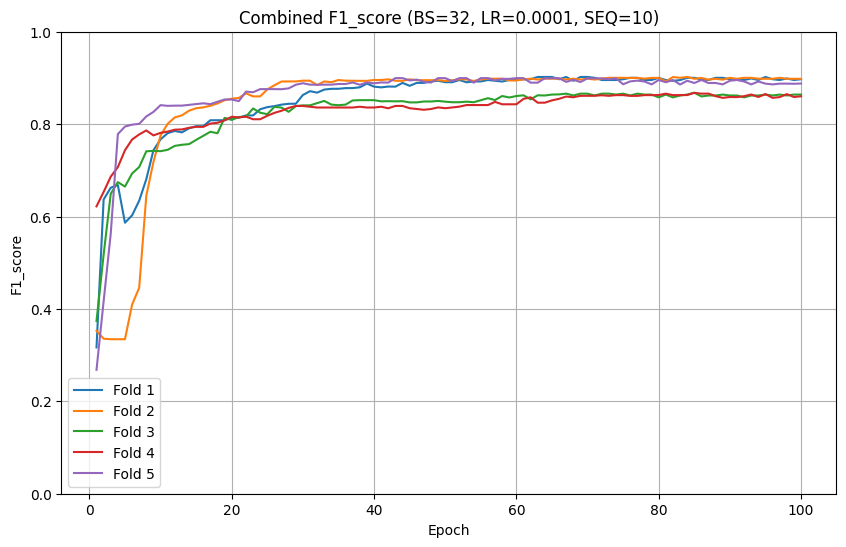 Combined F1_score (BS=32, LR=0.0001, SEQ=10)
1.0
0.8
0.6
0.4
0.2
0.0
F1_score
Fold 1
Fold 2
Fold 3
Fold 4
Fold 5
0 20 40 60 80 100
Epoch